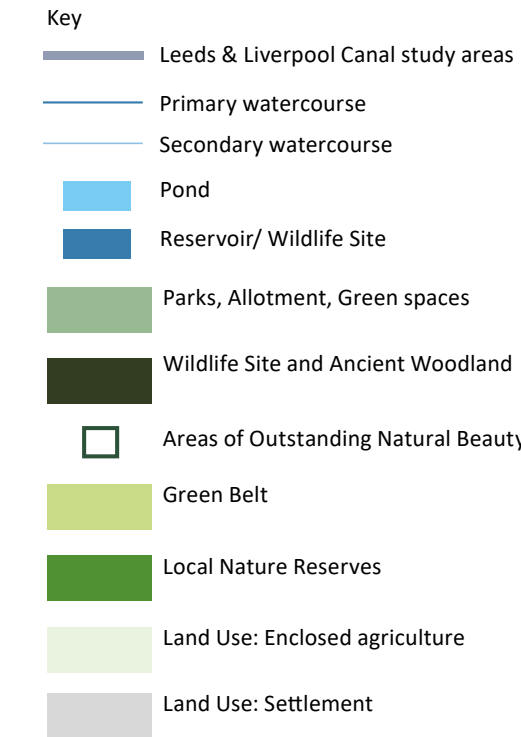 Key
Leeds & Liverpool Canal study areas
Primary watercourse
Secondary watercourse
Pond
Reservoir/ Wildlife Site
Parks, Allotment, Green spaces
Wildlife Site and Ancient Woodland
Areas of Outstanding Natural Beauty
Green Belt
Local Nature Reserves
Land Use: Enclosed agriculture
Land Use: Settlement